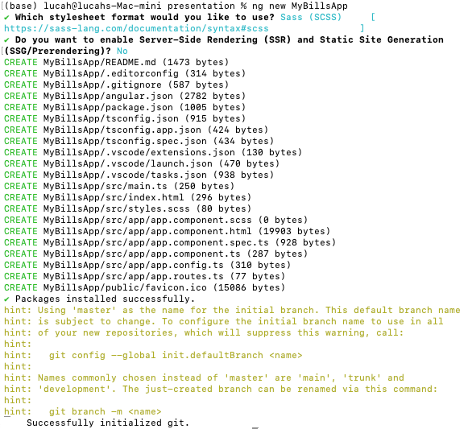 (base) lucah@lucahs-Mac-mini presentation % ng new MyBillsApp
✔ Which stylesheet format would you like to use? Sass (SCSS)     [
https://sass-lang.com/documentation/syntax#scss                ]
✔ Do you want to enable Server-Side Rendering (SSR) and Static Site Generation
(SSG/Prerendering)? No
CREATE MyBillsApp/README.md (1473 bytes)
CREATE MyBillsApp/.editorconfig (314 bytes)
CREATE MyBillsApp/.gitignore (587 bytes)
CREATE MyBillsApp/angular.json (2782 bytes)
CREATE MyBillsApp/package.json (1005 bytes)
CREATE MyBillsApp/tsconfig.json (915 bytes)
CREATE MyBillsApp/tsconfig.app.json (424 bytes)
CREATE MyBillsApp/tsconfig.spec.json (434 bytes)
CREATE MyBillsApp/.vscode/extensions.json (130 bytes)
CREATE MyBillsApp/.vscode/launch.json (470 bytes)
CREATE MyBillsApp/.vscode/tasks.json (938 bytes)
CREATE MyBillsApp/src/main.ts (250 bytes)
CREATE MyBillsApp/src/index.html (296 bytes)
CREATE MyBillsApp/src/styles.scss (80 bytes)
CREATE MyBillsApp/src/app/app.component.scss (0 bytes)
CREATE MyBillsApp/src/app/app.component.html (19903 bytes)
CREATE MyBillsApp/src/app/app.component.spec.ts (928 bytes)
CREATE MyBillsApp/src/app/app.component.ts (287 bytes)
CREATE MyBillsApp/src/app/app.config.ts (310 bytes)
CREATE MyBillsApp/src/app/app.routes.ts (77 bytes)
CREATE MyBillsApp/public/favicon.ico (15086 bytes)
✔ Packages installed successfully.
hint: Using 'master' as the name for the initial branch. This default branch name
hint: is subject to change. To configure the initial branch name to use in all
hint: of your new repositories, which will suppress this warning, call:
hint:
hint:   git config --global init.defaultBranch <name>
hint:
hint: Names commonly chosen instead of 'master' are 'main', 'trunk' and
hint: 'development'. The just-created branch can be renamed via this command:
hint:
hint:   git branch -m <name>
    Successfully initialized git.